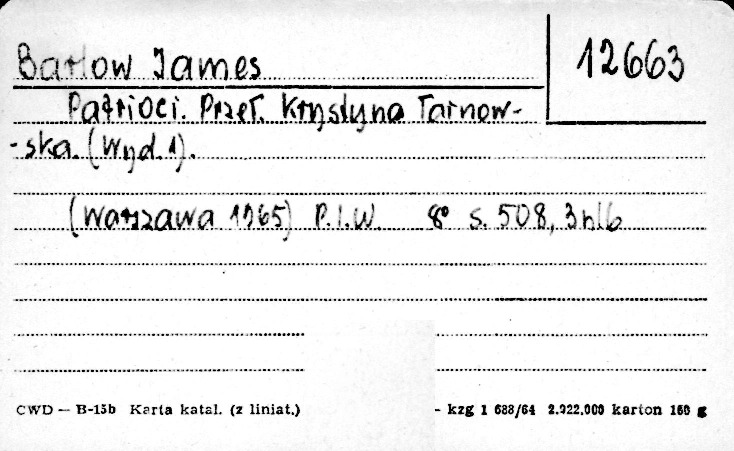 Barlow James
12663
Patrioci. Przeł. Krystyna Tarnow-
-ska. (Wyd. 1).
(Warszawa 1965) P.I.W. 8° s. 508, 3 nlb
CWD — B-15b Karta katal. (z liniat.)
- kzg 1 688/64 2.922.000 karton 160 g